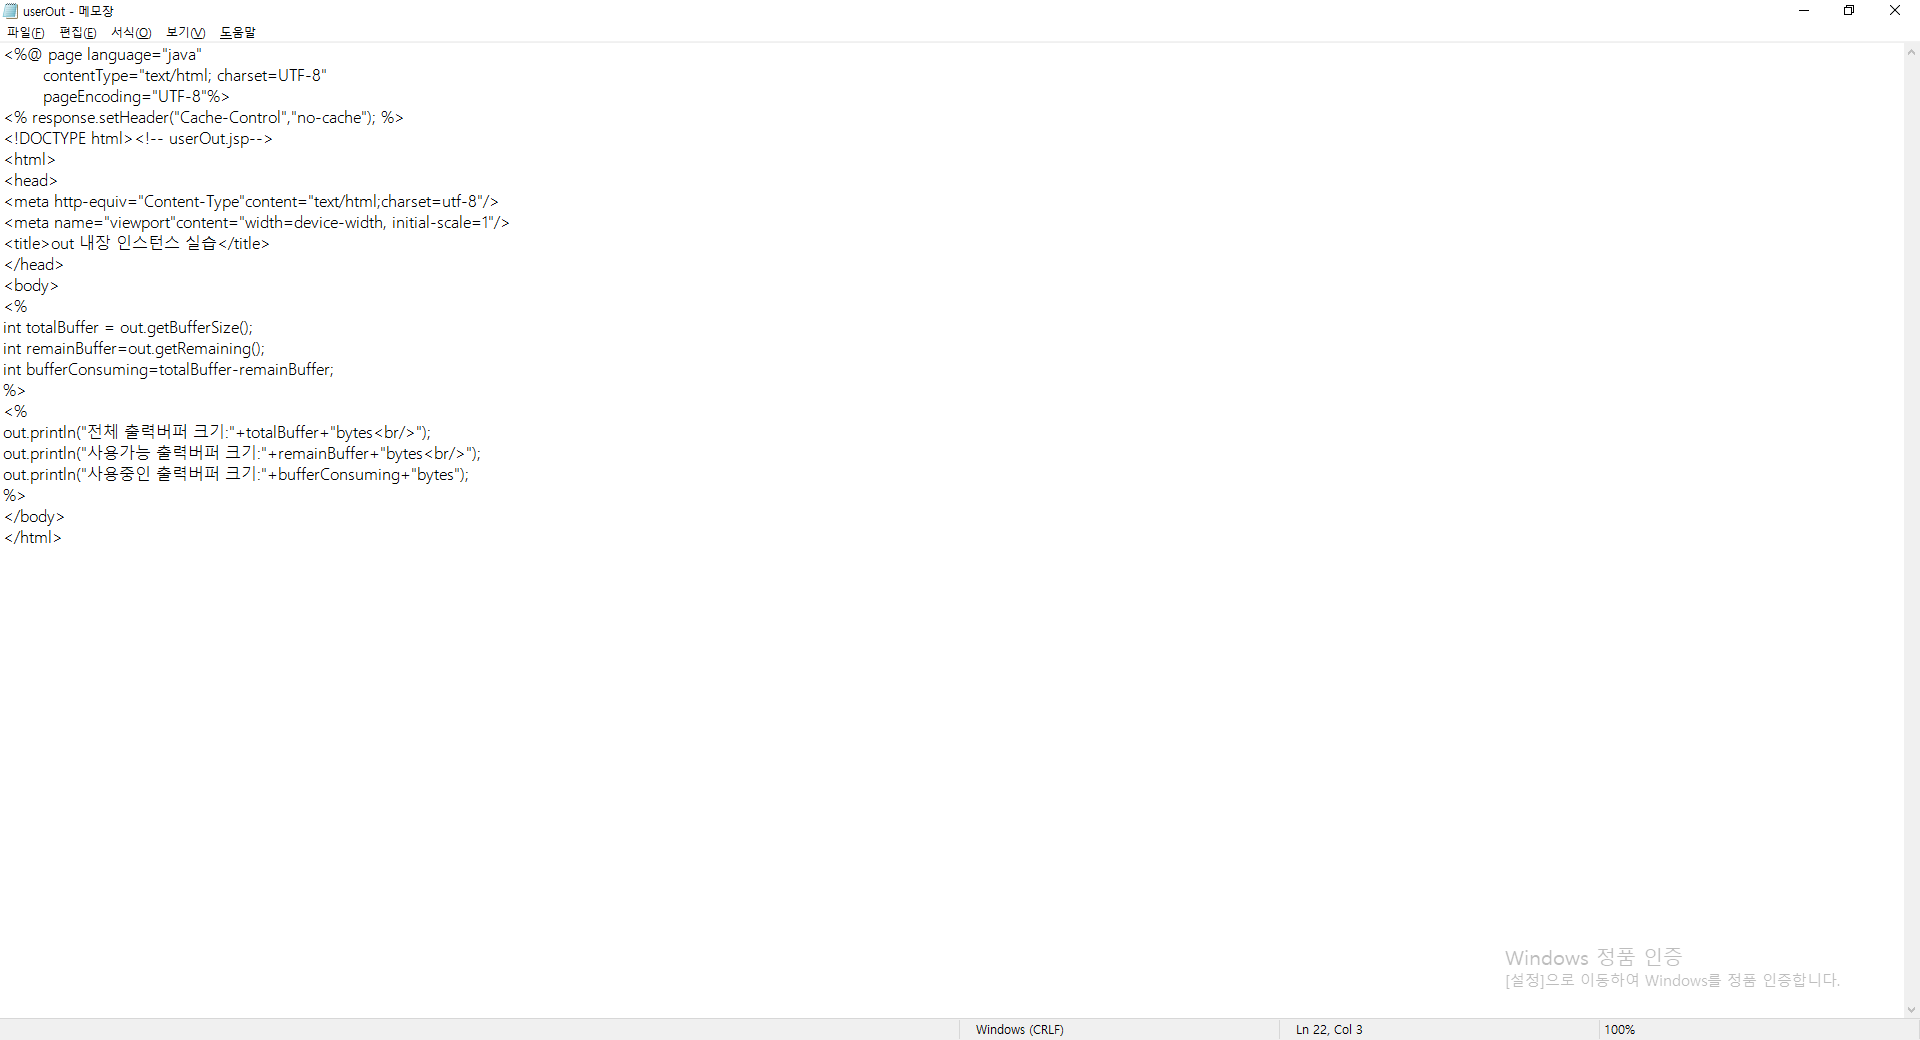 userOut - 메모장
파일(F) 편집(E) 서식(O) 보기(V) 도움말
<%@ page language="java"
contentType="text/html; charset=UTF-8"
pageEncoding="UTF-8"%>
<% response.setHeader("Cache-Control","no-cache"); %>
<!DOCTYPE html><!-- userOut.jsp-->
<html>
<head>
<meta http-equiv="Content-Type"content="text/html;charset=utf-8"/>
<meta name="viewport"content="width=device-width, initial-scale=1"/>
<title>out 내장 인스턴스 실습</title>
</head>
<body>
<%
int totalBuffer = out.getBufferSize();
int remainBuffer=out.getRemaining();
int bufferConsuming=totalBuffer-remainBuffer;
%>
<%
out.println("전체 출력버퍼 크기:"+totalBuffer+"bytes<br/>");
out.println("사용가능 출력버퍼 크기:"+remainBuffer+"bytes<br/>");
out.println("사용중인 출력버퍼 크기:"+bufferConsuming+"bytes");
%>
</body>
</html>
Windows 정품 인증
[설정]으로 이동하여 Windows를 정품 인증합니다.
Windows (CRLF) Ln 22, Col 3 100%